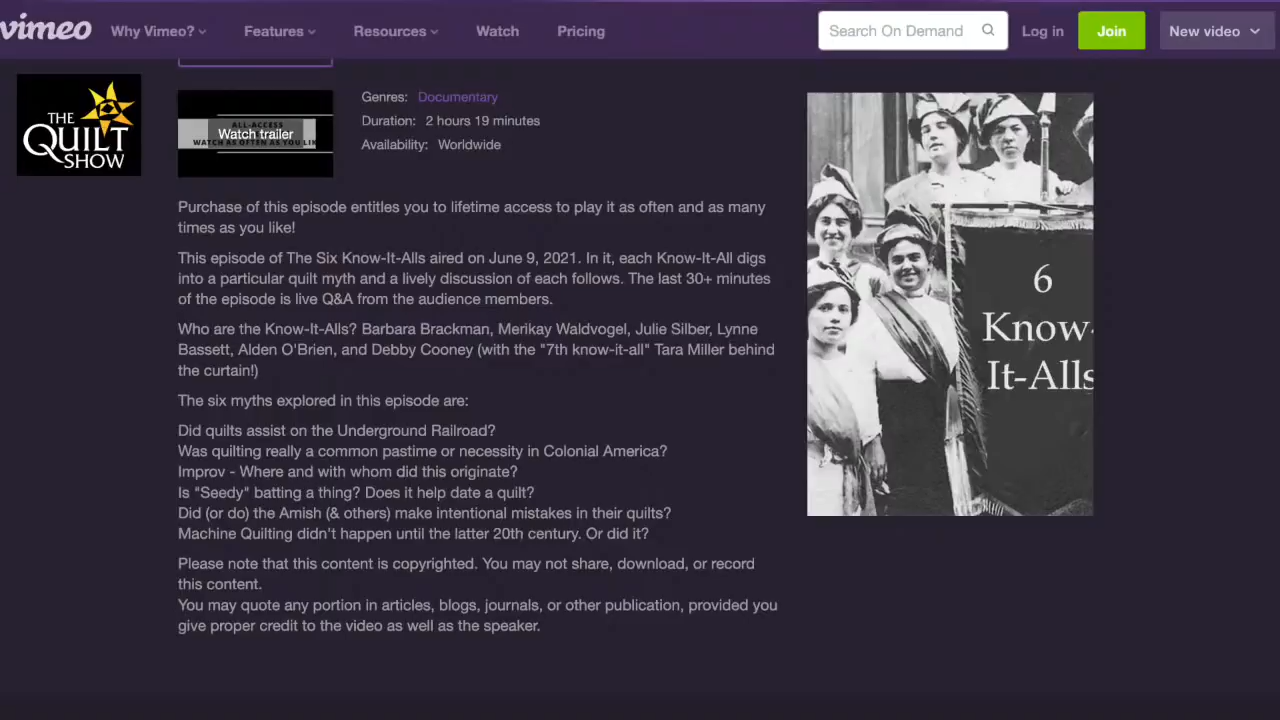 vimeo
Why Vimeo?
Features
Resources
Watch
Pricing
Search On Demand
Log in
Join
New video
THE
QUILT
SHOW
ALL-ACCESS
Watch trailer
WATCH AS OFTEN AS YOU LIK
Genres: Documentary
Duration: 2 hours 19 minutes
Availability: Worldwide
Purchase of this episode entitles you to lifetime access to play it as often and as many
times as you like!
This episode of The Six Know-It-Alls aired on June 9, 2021. In it, each Know-It-All digs
into a particular quilt myth and a lively discussion of each follows. The last 30+ minutes
of the episode is live Q&A from the audience members.
Who are the Know-It-Alls? Barbara Brackman, Merikay Waldvogel, Julie Silber, Lynne
Bassett, Alden O'Brien, and Debby Cooney (with the "7th know-it-all" Tara Miller behind
the curtain!)
The six myths explored in this episode are:
Did quilts assist on the Underground Railroad?
Was quilting really a common pastime or necessity in Colonial America?
Improv - Where and with whom did this originate?
Is "Seedy" batting a thing? Does it help date a quilt?
Did (or do) the Amish (& others) make intentional mistakes in their quilts?
Machine Quilting didn't happen until the latter 20th century. Or did it?
Please note that this content is copyrighted. You may not share, download, or record
this content.
You may quote any portion in articles, blogs, journals, or other publication, provided you
give proper credit to the video as well as the speaker.
6
Know-
It-Alls